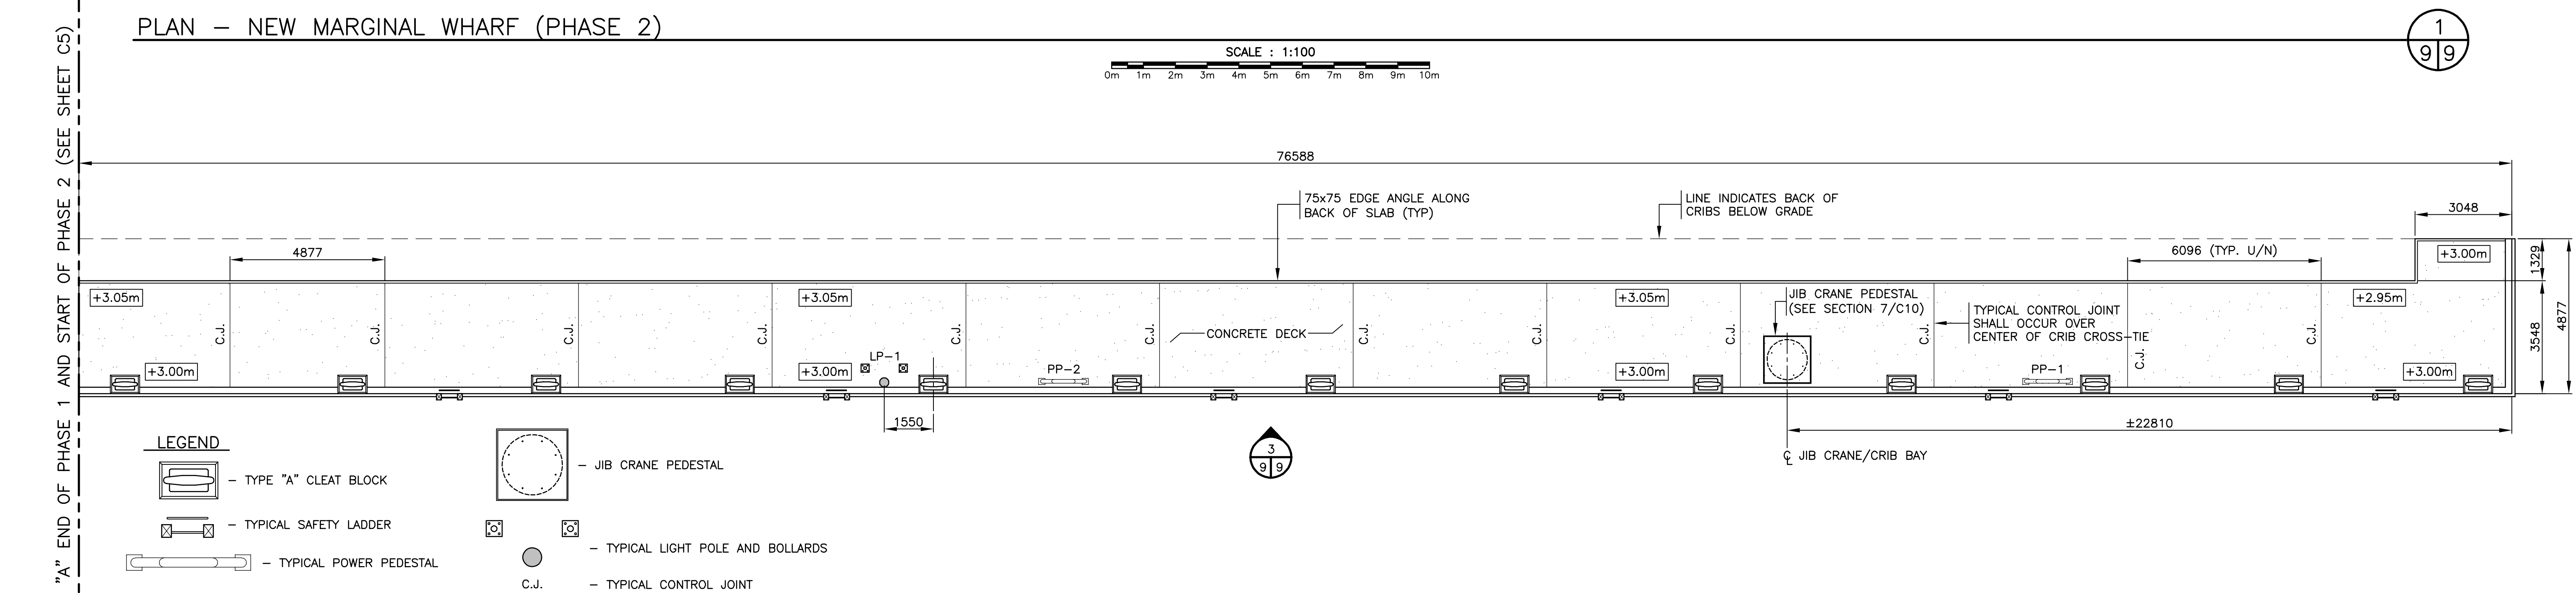 PLAN – NEW MARGINAL WHARF (PHASE 2)
1
9 9
SCALE : 1:100
0m 1m 2m 3m 4m 5m 6m 7m 8m 9m 10m
"A" END OF PHASE 1 AND START OF PHASE 2 (SEE SHEET C5)
76588
75x75 EDGE ANGLE ALONG
BACK OF SLAB (TYP)
LINE INDICATES BACK OF
CRIBS BELOW GRADE
3048
4877
6096 (TYP. U/N)
+3.00m
1329
4877
3548
+3.05m
+3.05m
+3.05m
+2.95m
JIB CRANE PEDESTAL
(SEE SECTION 7/C10)
TYPICAL CONTROL JOINT
SHALL OCCUR OVER
CENTER OF CRIB CROSS-TIE
C.J.
C.J.
C.J.
C.J.
C.J.
C.J.
C.J.
C.J.
C.J.
C.J.
C.J.
C.J.
CONCRETE DECK
LP-1
PP-2
PP-1
+3.00m
+3.00m
+3.00m
+3.00m
1550
±22810
3
9 9
℄ JIB CRANE/CRIB BAY
LEGEND
– TYPE "A" CLEAT BLOCK
– TYPICAL SAFETY LADDER
– TYPICAL POWER PEDESTAL
– JIB CRANE PEDESTAL
– TYPICAL LIGHT POLE AND BOLLARDS
C.J. – TYPICAL CONTROL JOINT